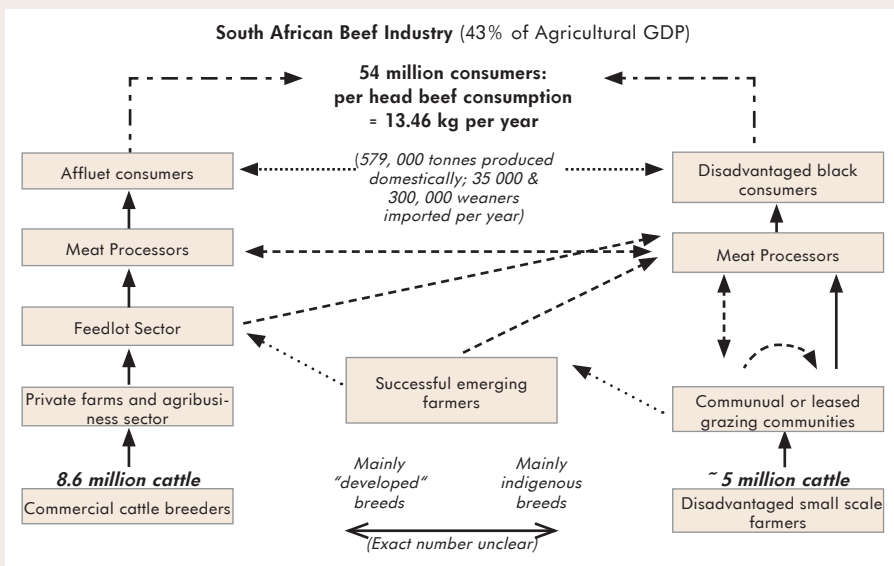 South African Beef Industry (43% of Agricultural GDP)
54 million consumers:
per head beef consumption
= 13.46 kg per year
Affluet consumers
(579, 000 tonnes produced
domestically; 35 000 &
300, 000 weaners
imported per year)
Disadvantaged black
consumers
Meat Processors
Meat Processors
Feedlot Sector
Successful emerging
farmers
Private farms and agribusi-
ness sector
Communual or leased
grazing communities
8.6 million cattle
Commercial cattle breeders
Mainly
"developed"
breeds
Mainly
indigenous
breeds
(Exact number unclear)
~ 5 million cattle
Disadvantaged small scale
farmers